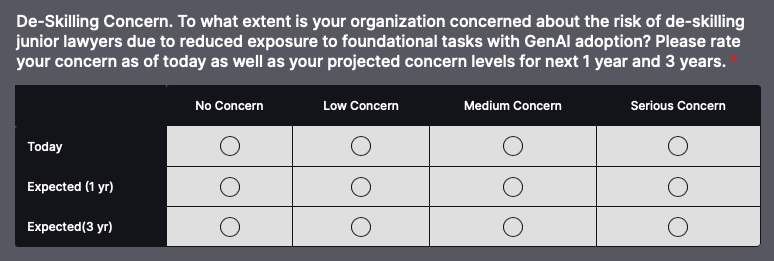 De-Skilling Concern. To what extent is your organization concerned about the risk of de-skilling
junior lawyers due to reduced exposure to foundational tasks with GenAI adoption? Please rate
your concern as of today as well as your projected concern levels for next 1 year and 3 years. *
No Concern Low Concern Medium Concern Serious Concern
Today
Expected (1 yr)
Expected(3 yr)